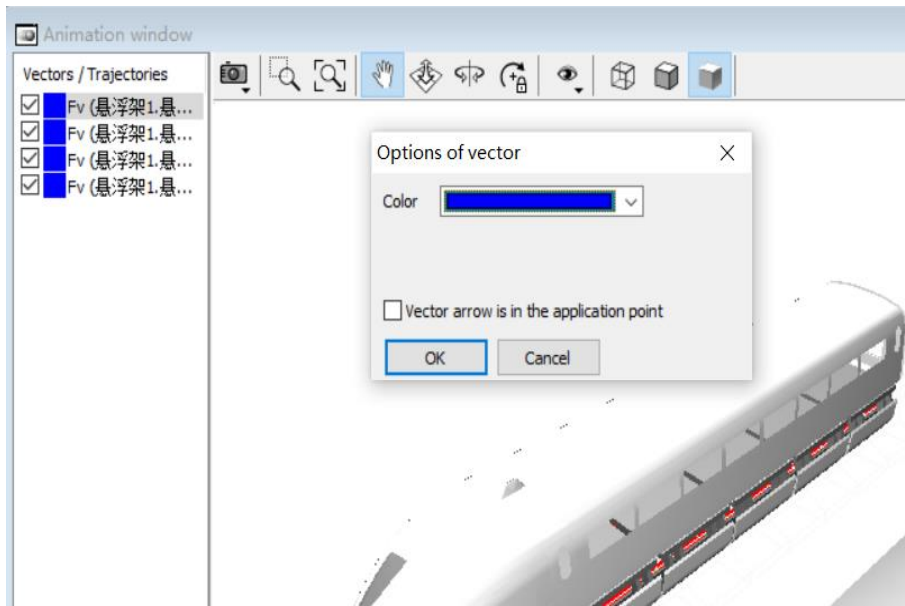 Animation window
Vectors / Trajectories
Fv (悬浮架1.悬...
Fv (悬浮架1.悬...
Fv (悬浮架1.悬...
Fv (悬浮架1.悬...
Options of vector
Color
Vector arrow is in the application point
OK
Cancel